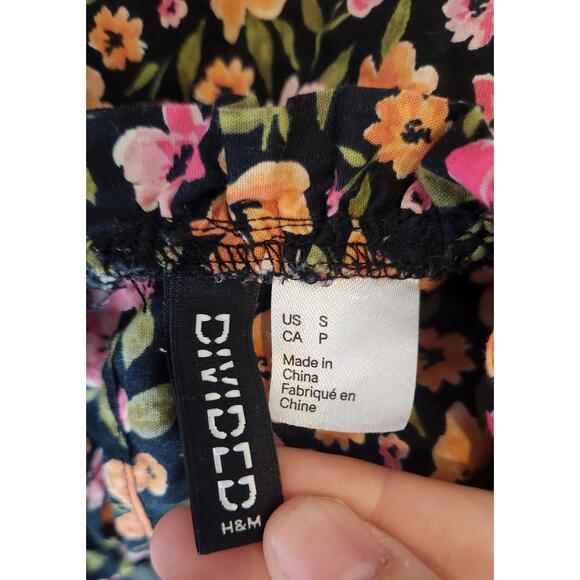 DIVIDED
H&M
US S
CA P
Made in
China
Fabriqué en
Chine